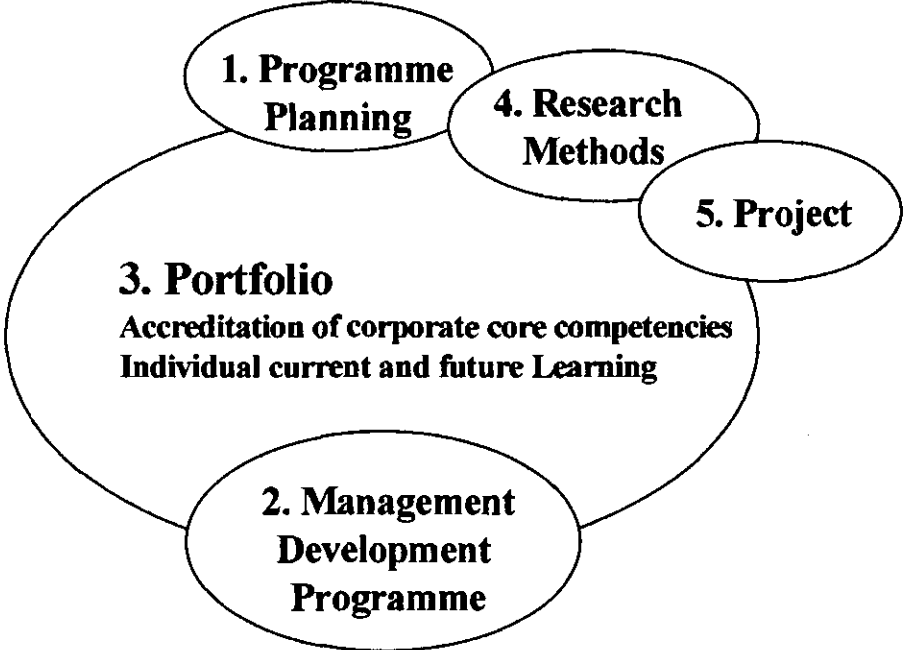 1. Programme
Planning
4. Research
Methods
5. Project
3. Portfolio
Accreditation of corporate core competencies
Individual current and future Learning
2. Management
Development
Programme